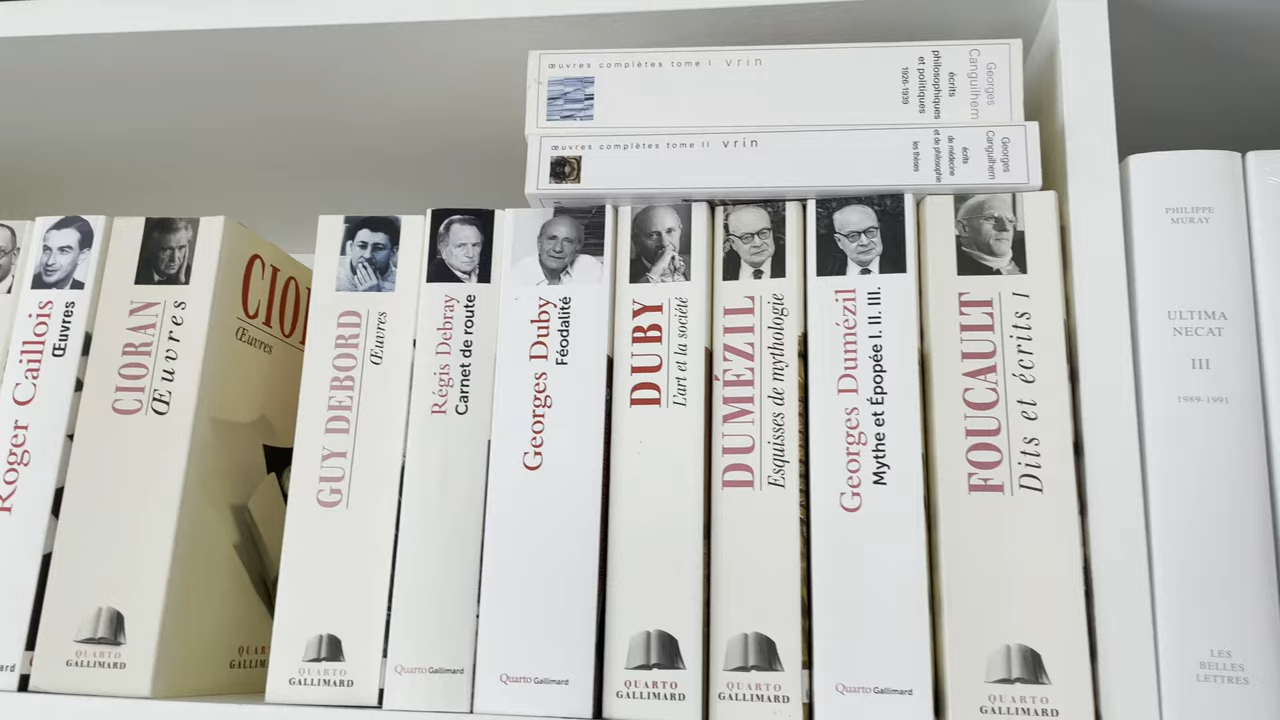 œuvres complètes tome I vrin
écrits
philosophiques
et politiques
1926-1939
Georges
Canguilhem
œuvres complètes tome II vrin
écrits
de médecine
et de philosophie
les thèses
Georges
Canguilhem
Roger Caillois
Œuvres
CIORAN
Œuvres
QUARTO
GALLIMARD
Œuvres
GUY DEBORD
Œuvres
QUARTO
GALLIMARD
Régis Debray
Carnet de route
Quarto Gallimard
Georges Duby
Féodalité
Quarto Gallimard
DUBY
L'art et la société
QUARTO
GALLIMARD
DUMÉZIL
Esquisses de mythologie
QUARTO
GALLIMARD
Georges Dumézil
Mythe et Épopée I. II. III.
Quarto Gallimard
FOUCAULT
Dits et écrits I
QUARTO
GALLIMARD
PHILIPPE
MURAY
ULTIMA
NECAT
III
1989-1991
LES
BELLES
LETTRES